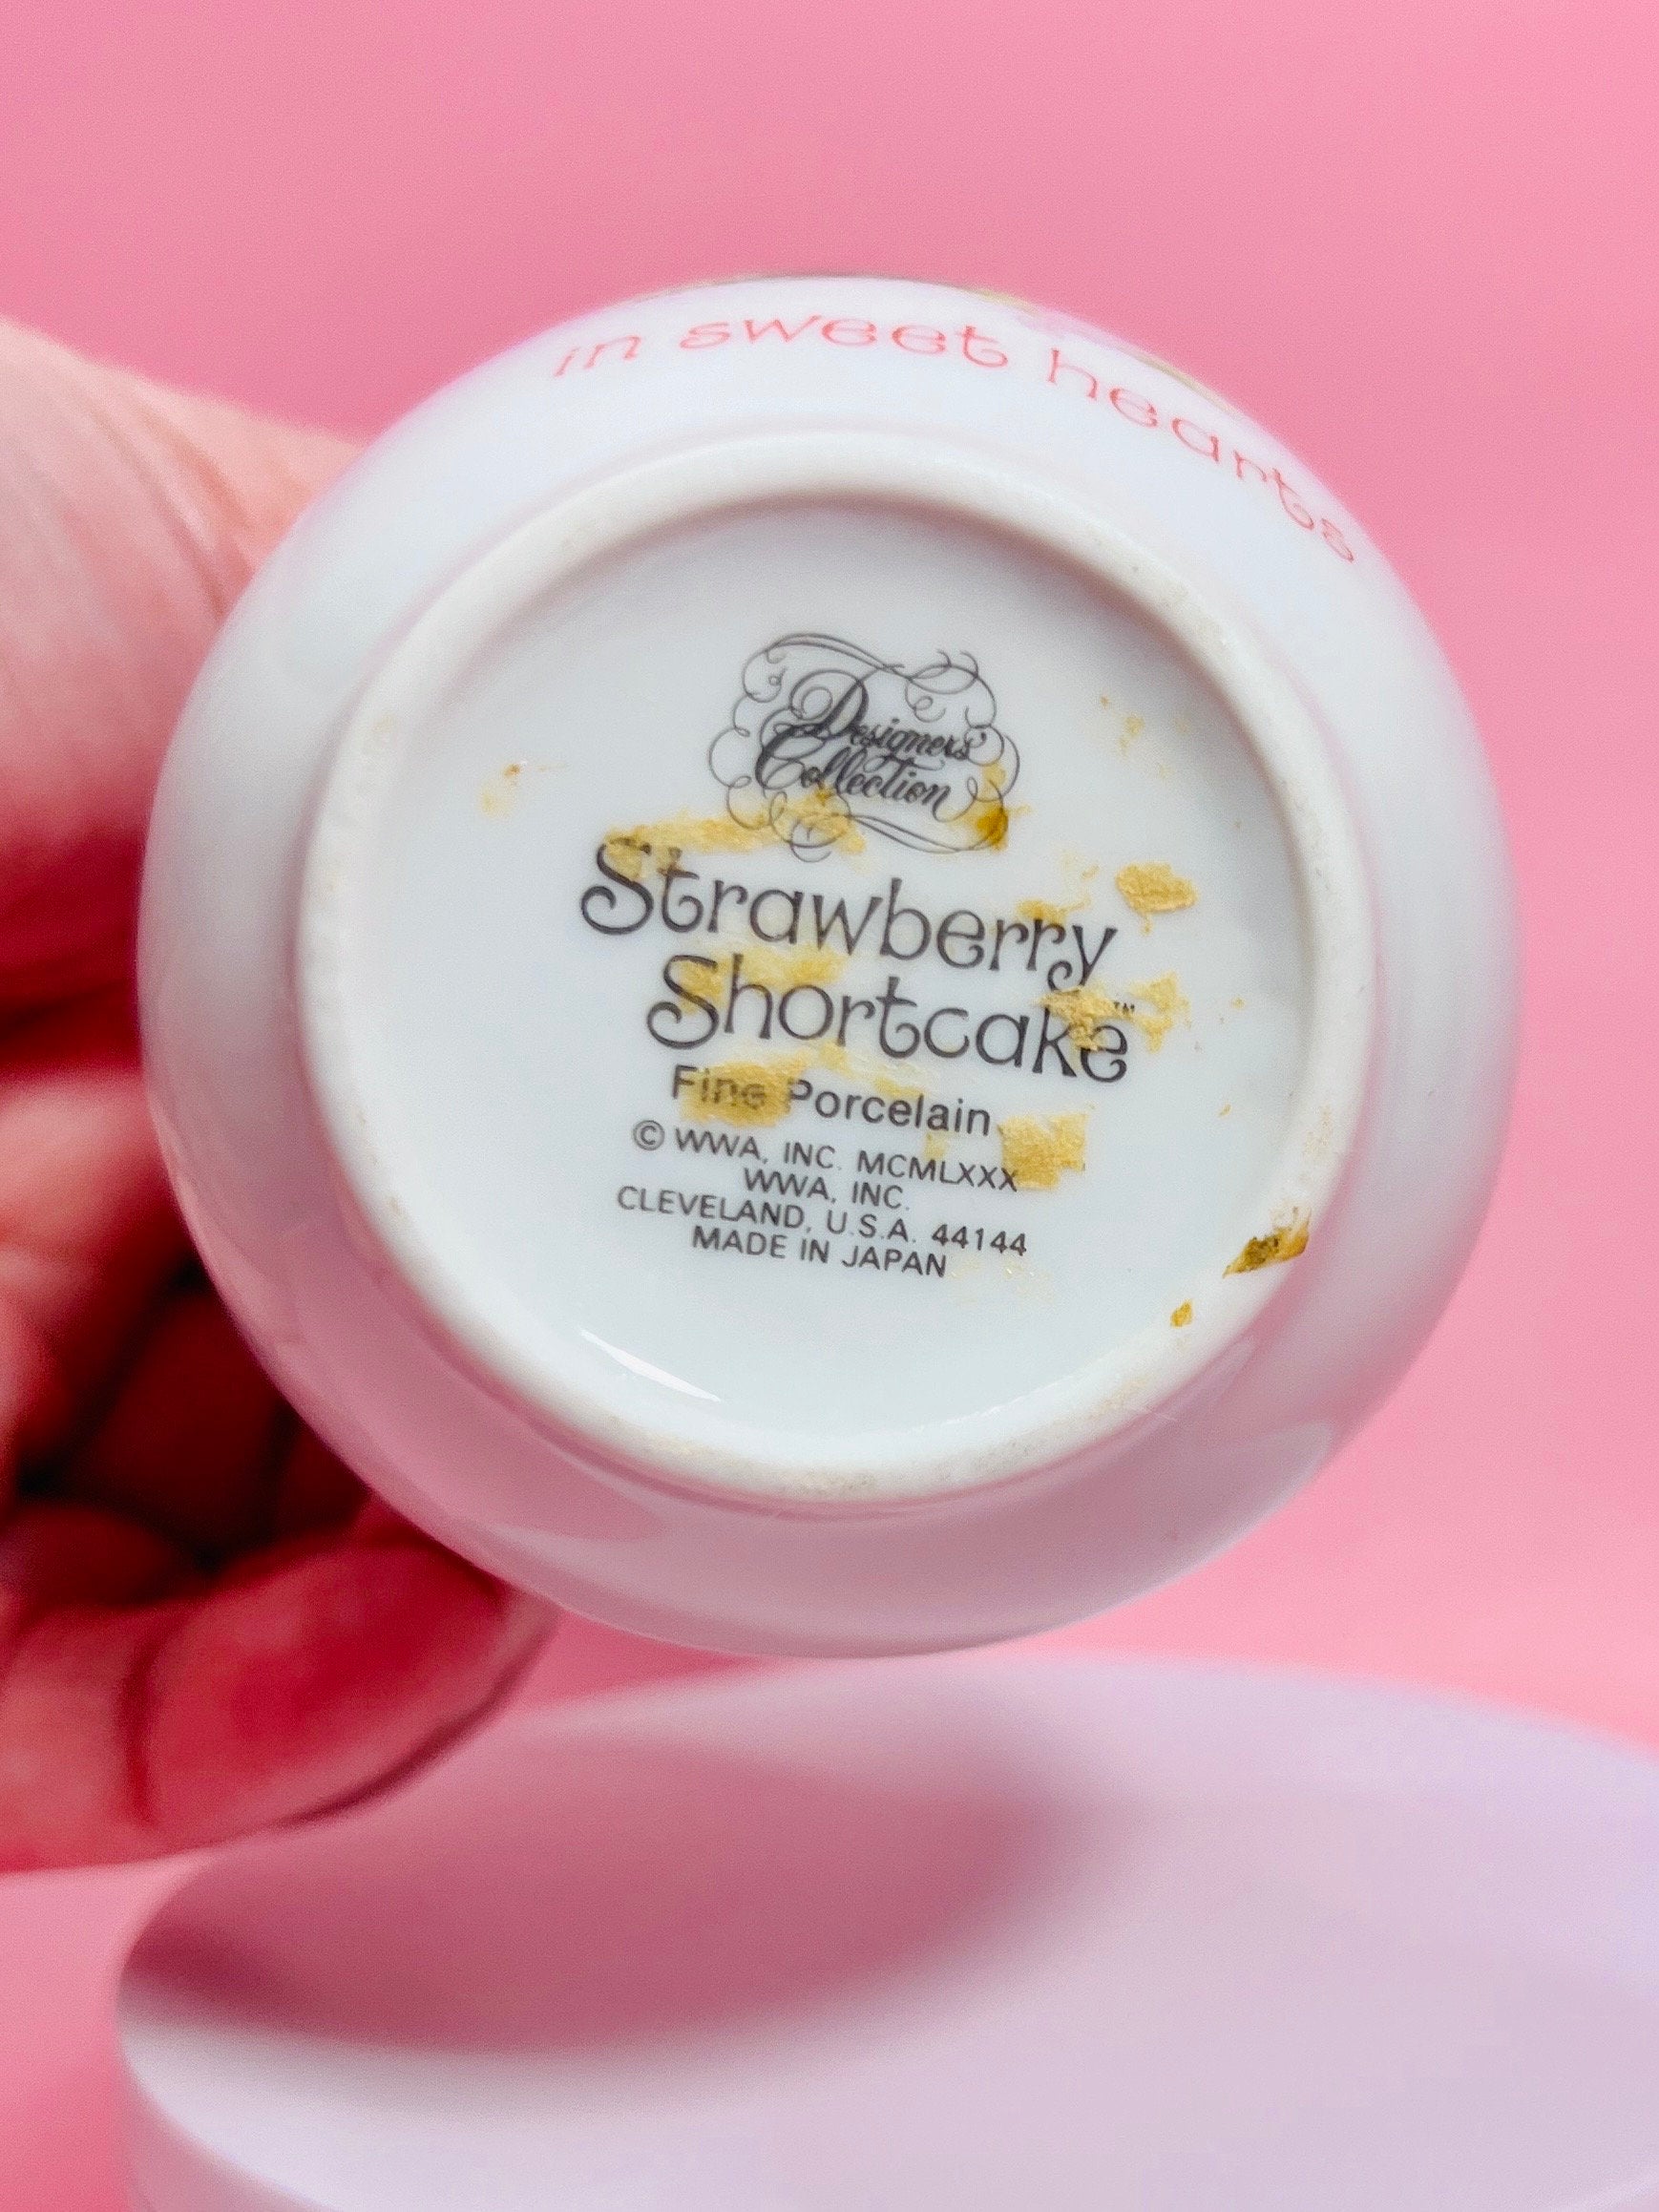 in sweet hearts
Designers'
Collection
Strawberry
Shortcake™
Fine Porcelain
© WWA, INC. MCMLXXX
WWA, INC.
CLEVELAND, U.S.A. 44144
MADE IN JAPAN